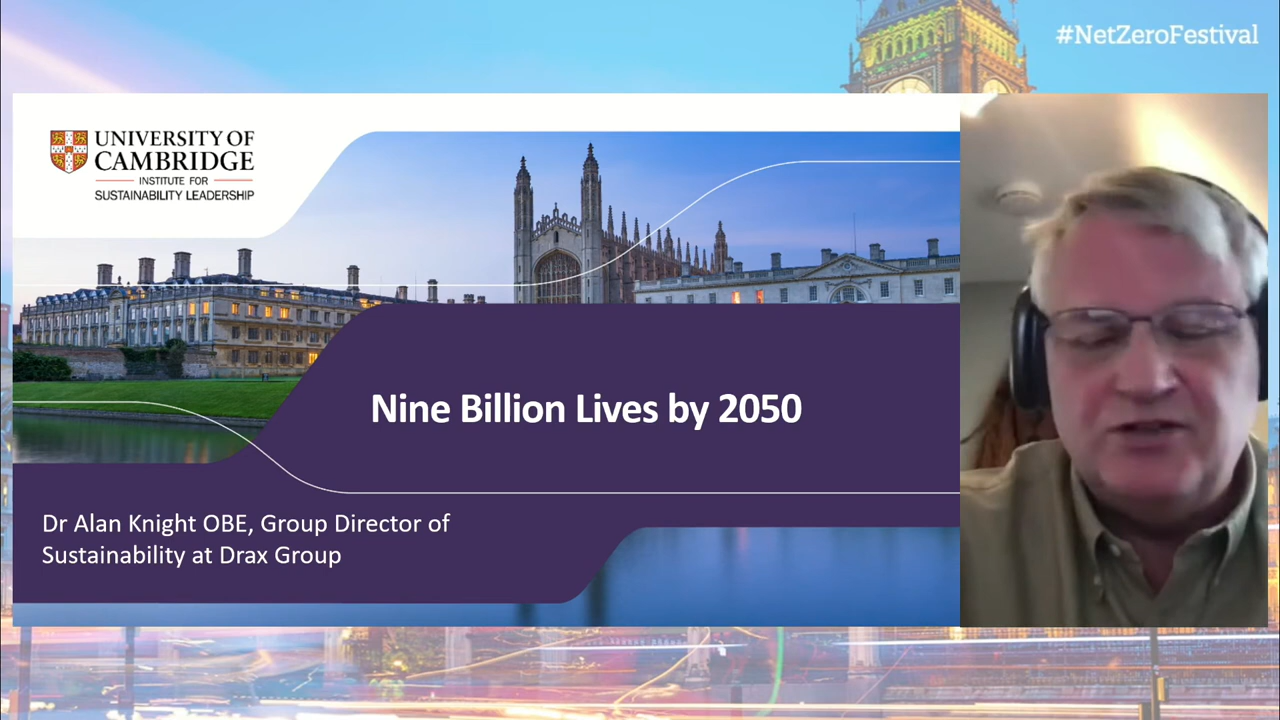 #NetZeroFestival
UNIVERSITY OF
CAMBRIDGE
INSTITUTE FOR
SUSTAINABILITY LEADERSHIP
Nine Billion Lives by 2050
Dr Alan Knight OBE, Group Director of
Sustainability at Drax Group